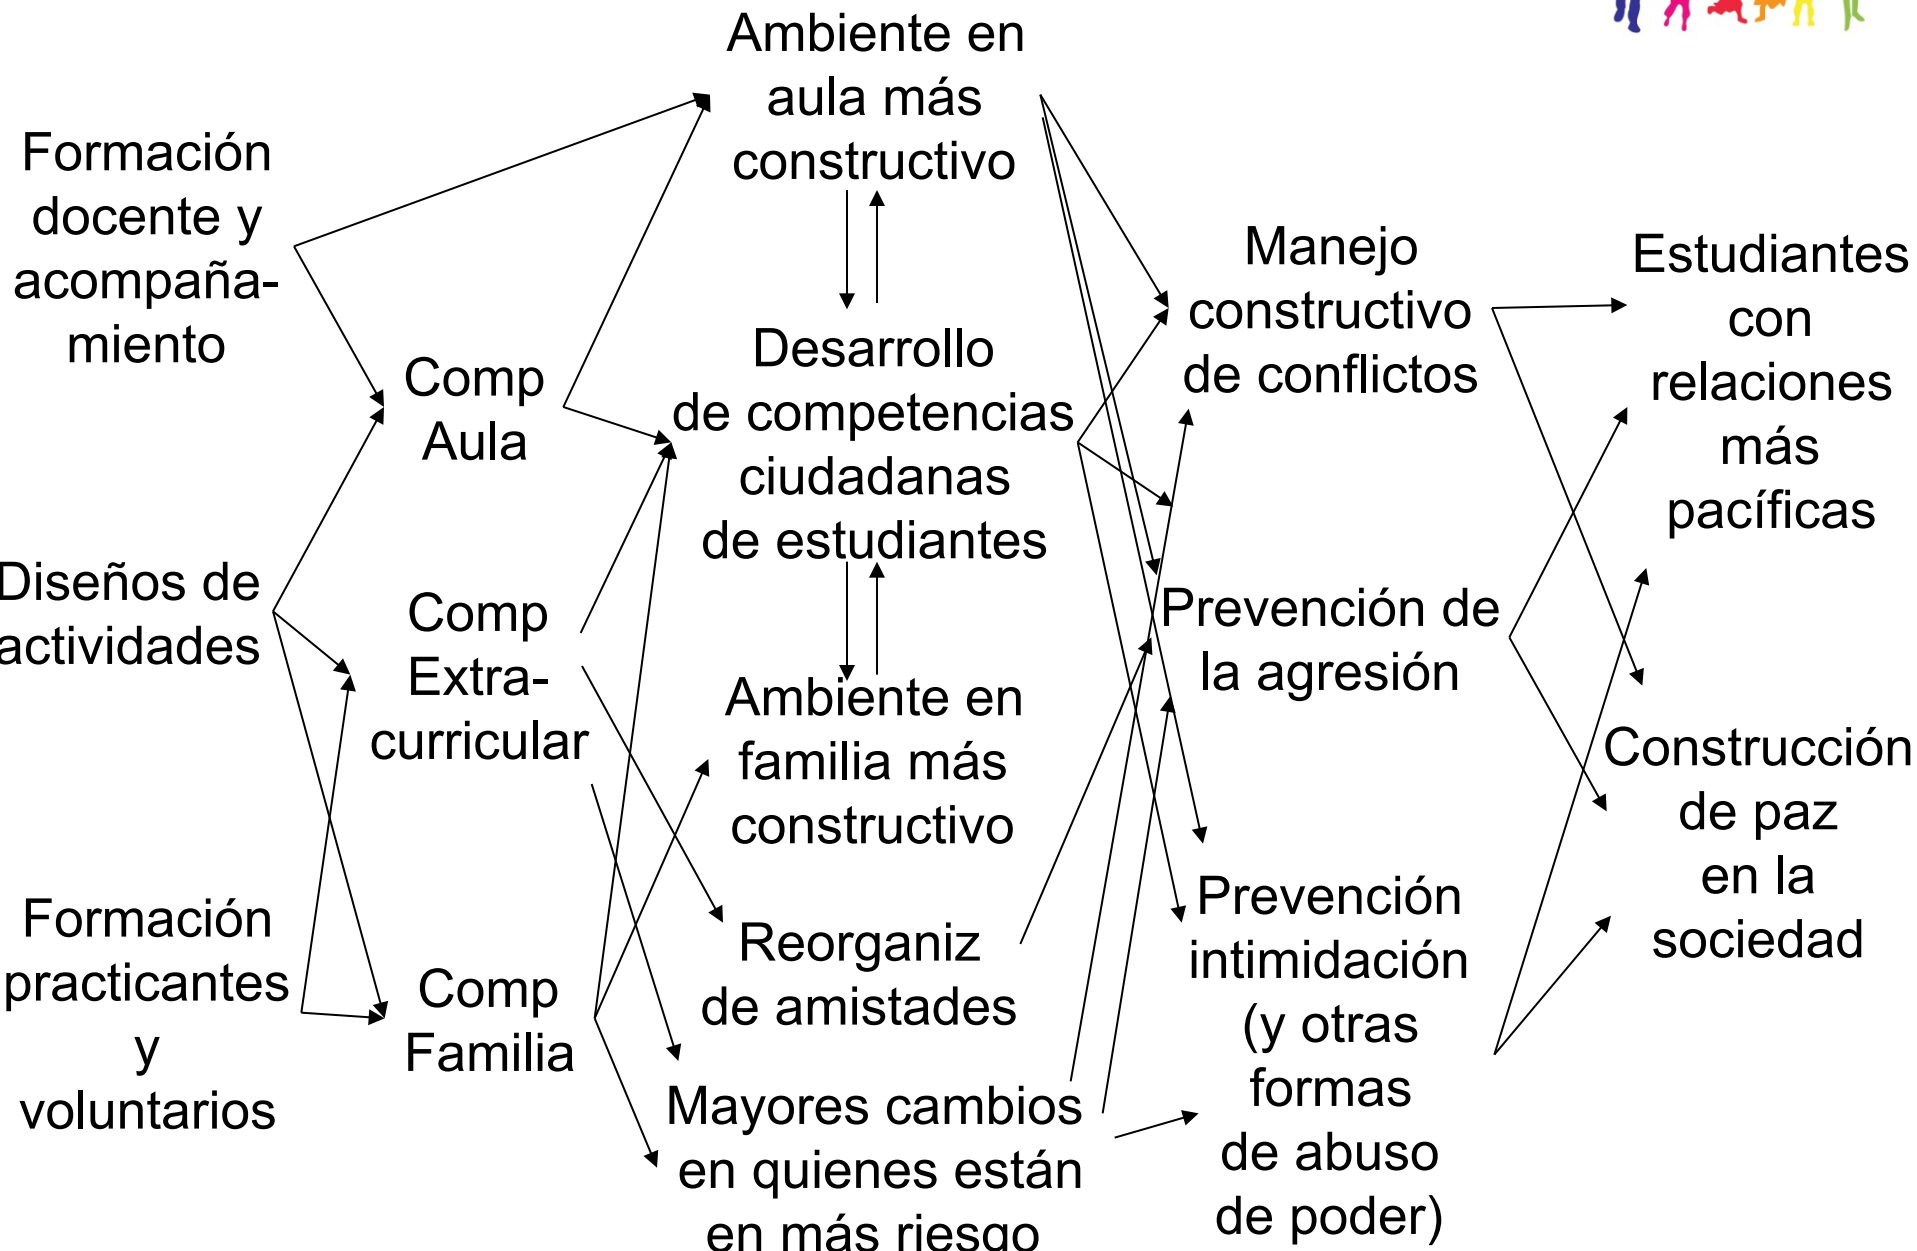 Formación
docente y
acompaña-
miento
Diseños de
actividades
Formación
practicantes
y
voluntarios
Comp
Aula
Comp
Extra-
curricular
Comp
Familia
Ambiente en
aula más
constructivo
Desarrollo
de competencias
ciudadanas
de estudiantes
Ambiente en
familia más
constructivo
Reorganiz
de amistades
Mayores cambios
en quienes están
en más riesgo
Manejo
constructivo
de conflictos
Prevención de
la agresión
Prevención
intimidación
(y otras
formas
de abuso
de poder)
Estudiantes
con
relaciones
más
pacíficas
Construcción
de paz
en la
sociedad